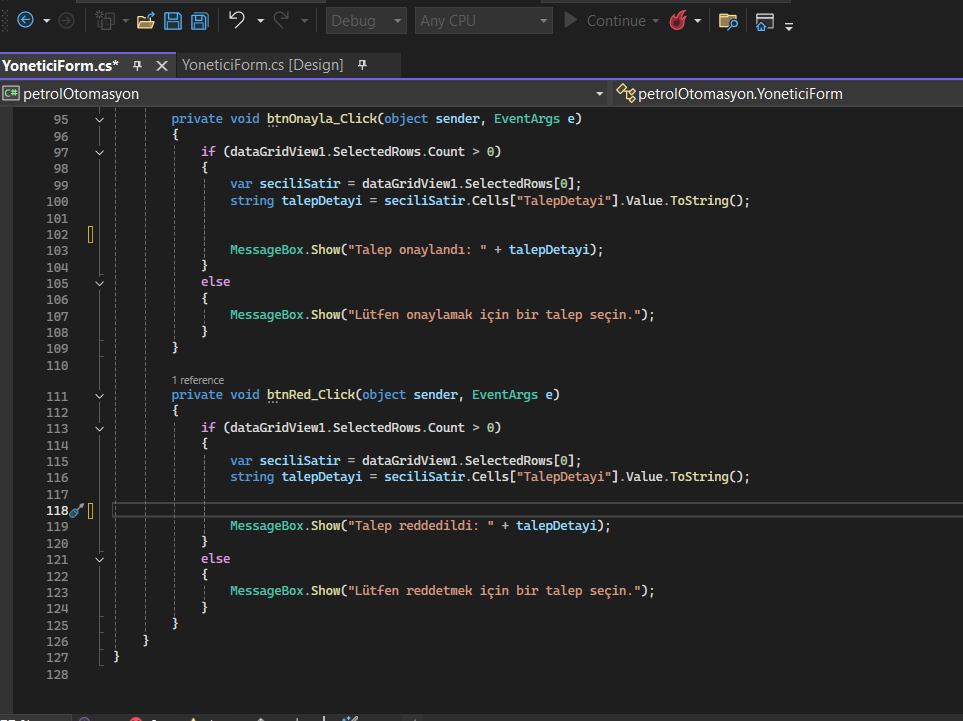 Debug Any CPU Continue
YoneticiForm.cs* YoneticiForm.cs [Design]
C# petrolOtomasyon petrolOtomasyon.YoneticiForm
95 private void btnOnayla_Click(object sender, EventArgs e)
96 {
97 if (dataGridView1.SelectedRows.Count > 0)
98 {
99 var seciliSatir = dataGridView1.SelectedRows[0];
100 string talepDetayi = seciliSatir.Cells["TalepDetayi"].Value.ToString();
101
102
103 MessageBox.Show("Talep onaylandı: " + talepDetayi);
104 }
105 else
106 {
107 MessageBox.Show("Lütfen onaylamak için bir talep seçin.");
108 }
109 }
110
1 reference
111 private void btnRed_Click(object sender, EventArgs e)
112 {
113 if (dataGridView1.SelectedRows.Count > 0)
114 {
115 var seciliSatir = dataGridView1.SelectedRows[0];
116 string talepDetayi = seciliSatir.Cells["TalepDetayi"].Value.ToString();
117
118
119 MessageBox.Show("Talep reddedildi: " + talepDetayi);
120 }
121 else
122 {
123 MessageBox.Show("Lütfen reddetmek için bir talep seçin.");
124 }
125 }
126 }
127 }
128